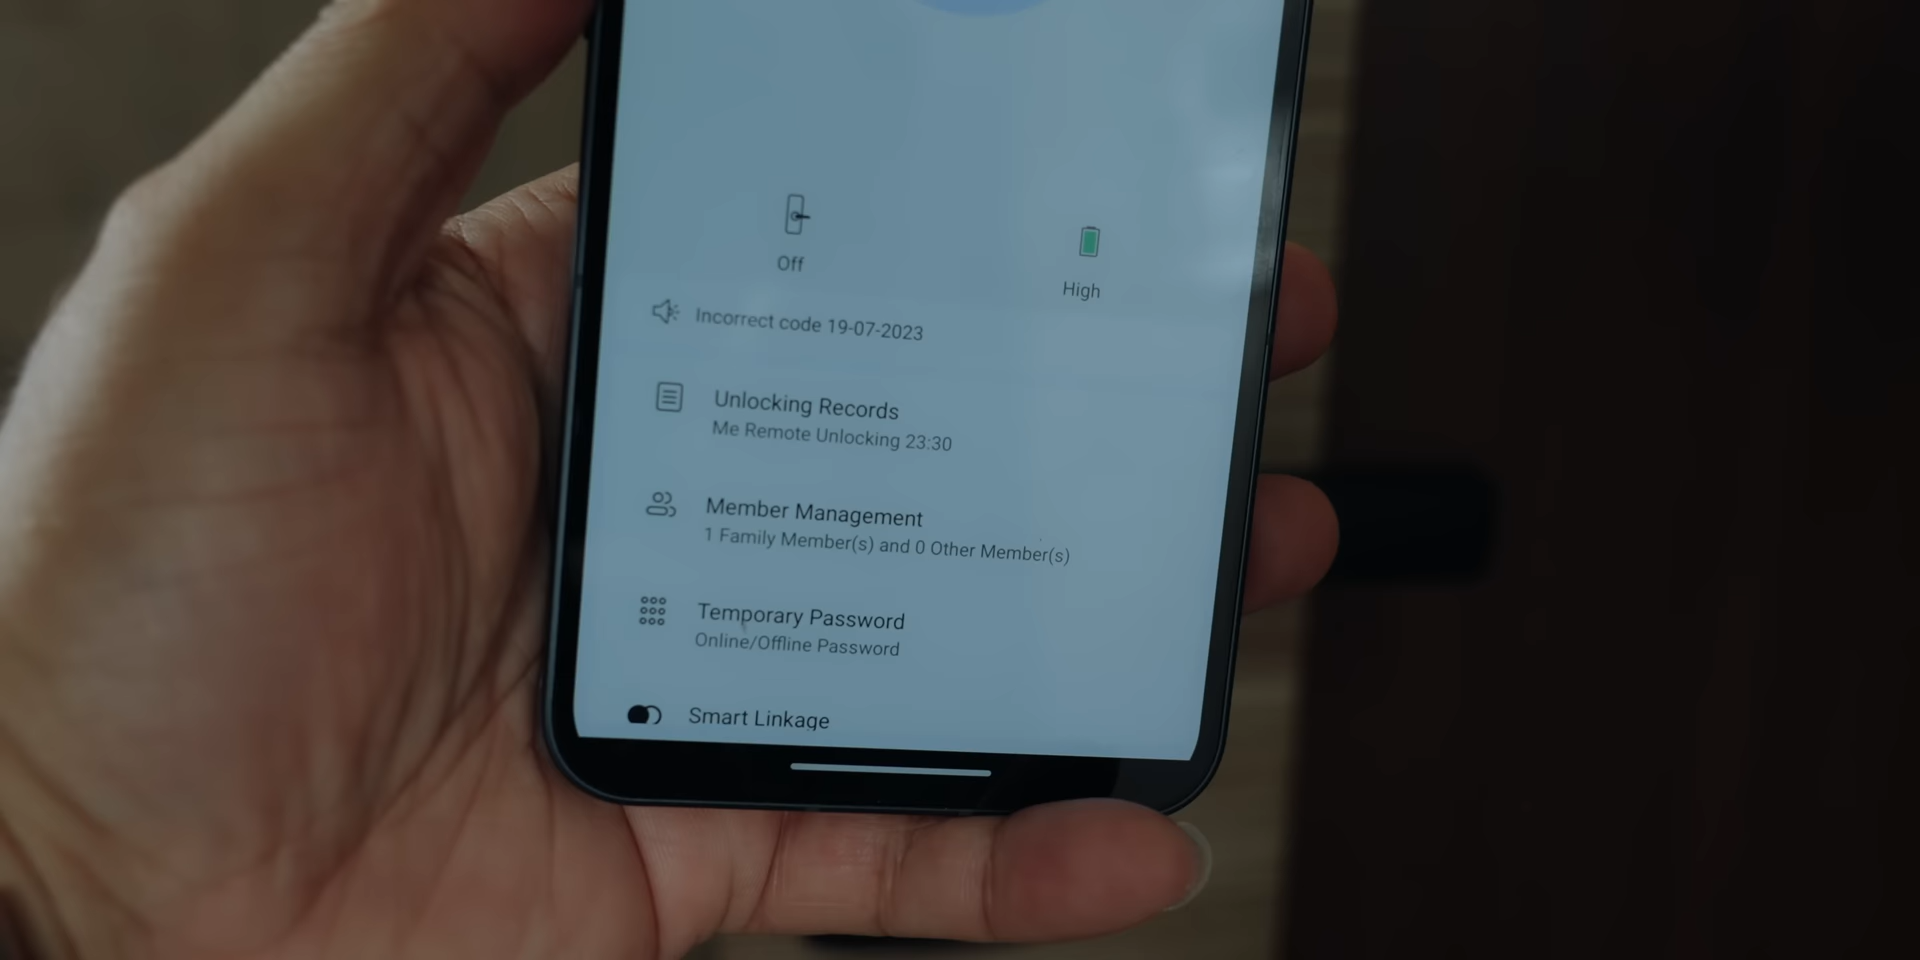 Off
High
Incorrect code 19-07-2023
Unlocking Records
Me Remote Unlocking 23:30
Member Management
1 Family Member(s) and 0 Other Member(s)
Temporary Password
Online/Offline Password
Smart Linkage